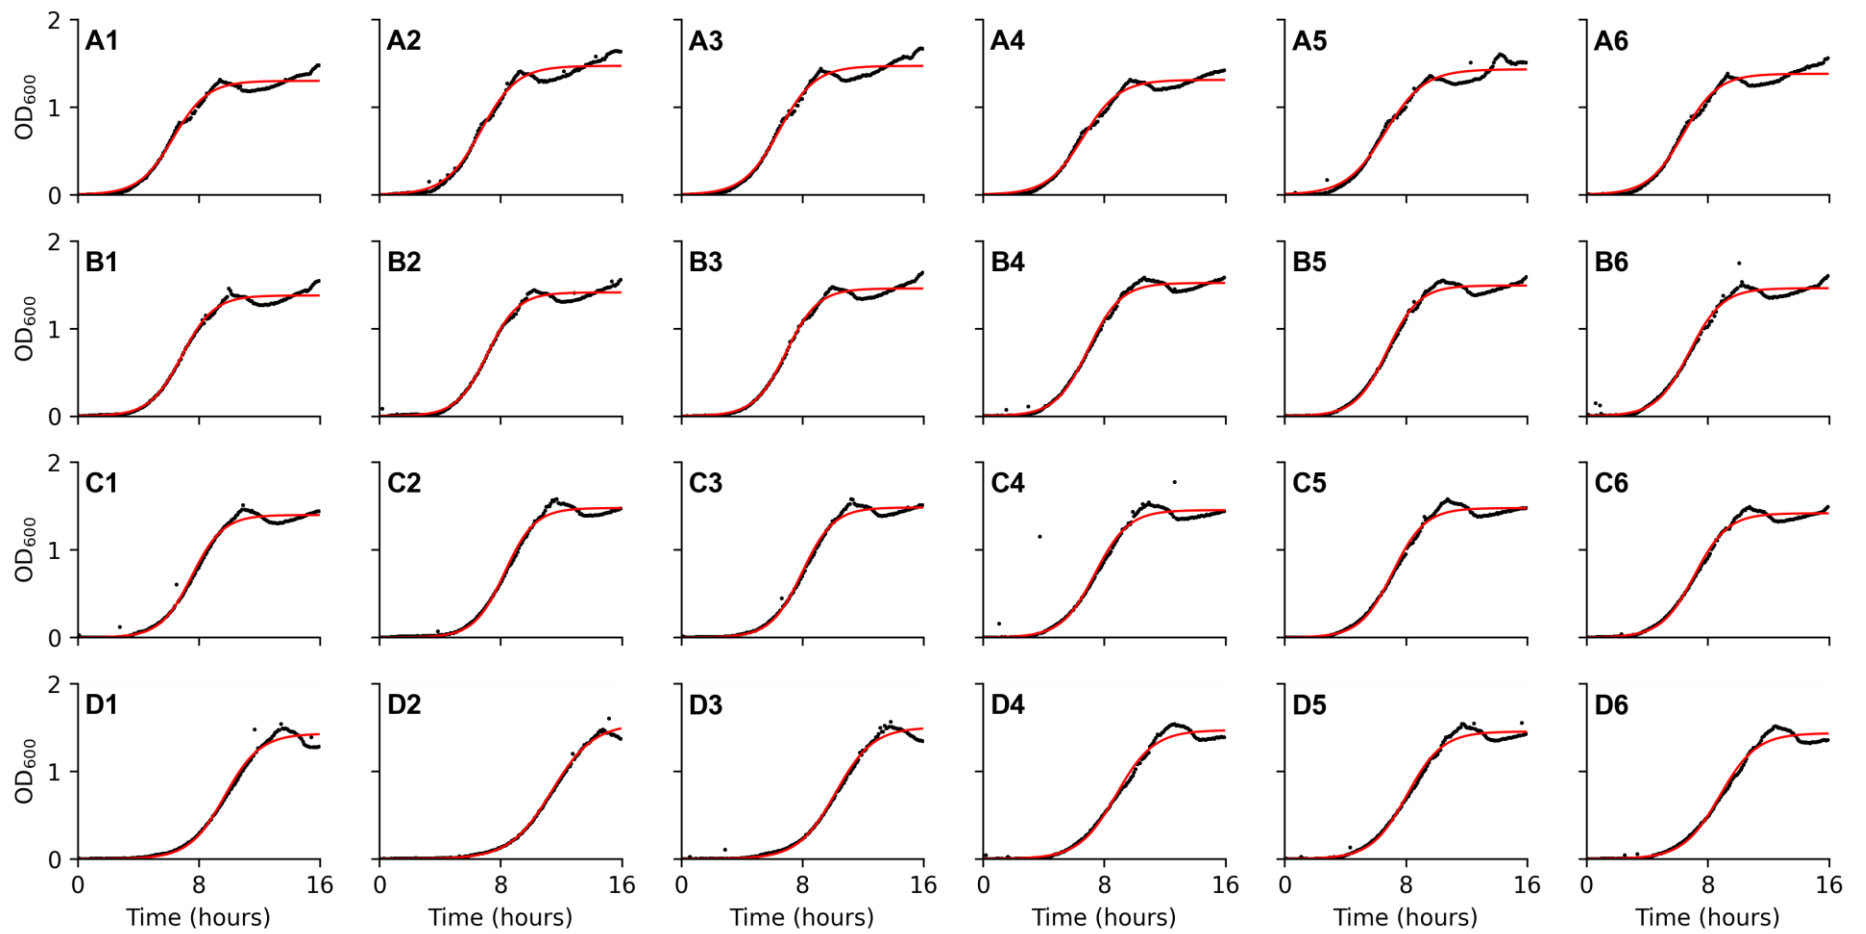 2
A1
A2
A3
A4
A5
A6
OD600
1
0
2
B1
B2
B3
B4
B5
B6
OD600
1
0
2
C1
C2
C3
C4
C5
C6
OD600
1
0
2
D1
D2
D3
D4
D5
D6
OD600
1
0
0 8 16 0 8 16 0 8 16 0 8 16 0 8 16 0 8 16
Time (hours) Time (hours) Time (hours) Time (hours) Time (hours) Time (hours)